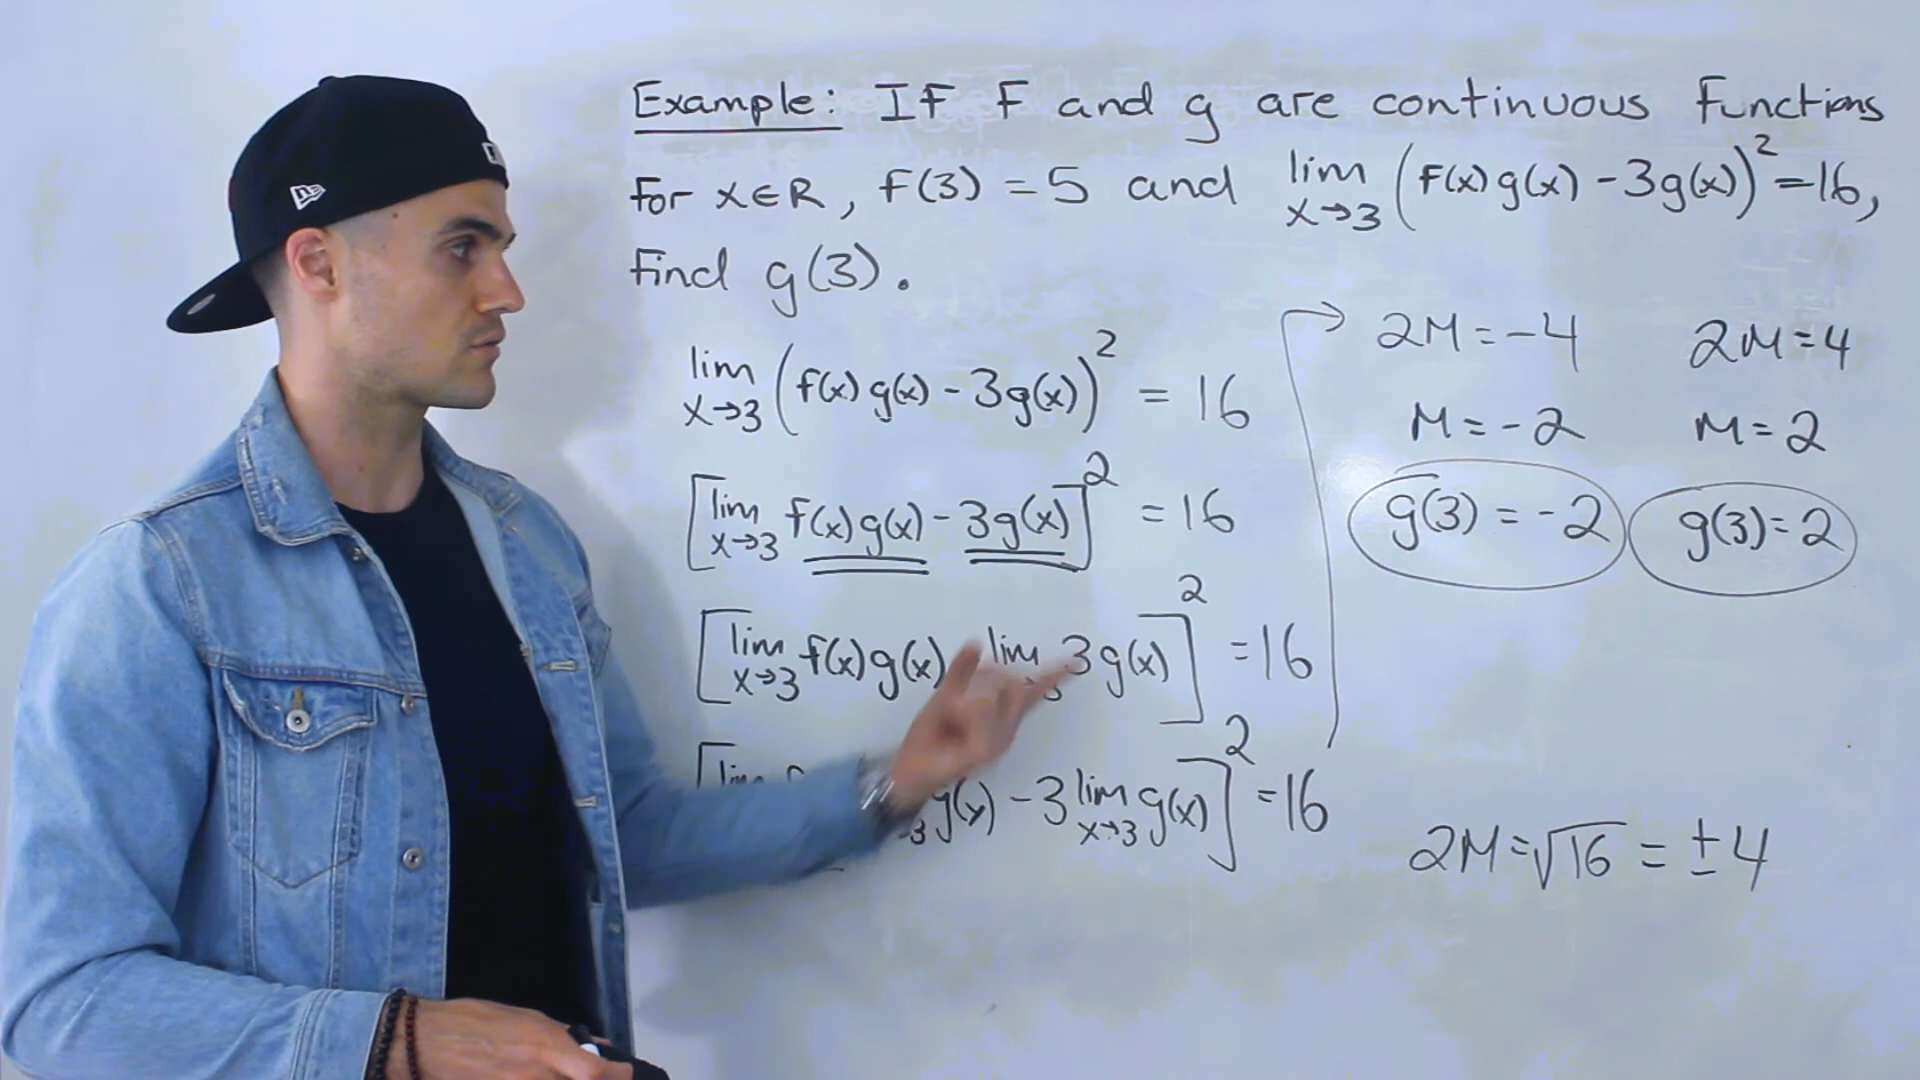 Example: If f and g are continuous functions
for x∈R, f(3) = 5 and lim x→3 (f(x)g(x) - 3g(x))² = 16,
find g(3).
lim x→3 (f(x)g(x) - 3g(x))² = 16
[lim x→3 f(x)g(x) - 3g(x)]² = 16
[lim x→3 f(x)g(x) lim 3g(x)]² = 16
g(x) - 3 lim x→3 g(x)]² = 16
2M = -4
M = -2
g(3) = -2
2M = 4
M = 2
g(3) = 2
2M = √16 = ± 4